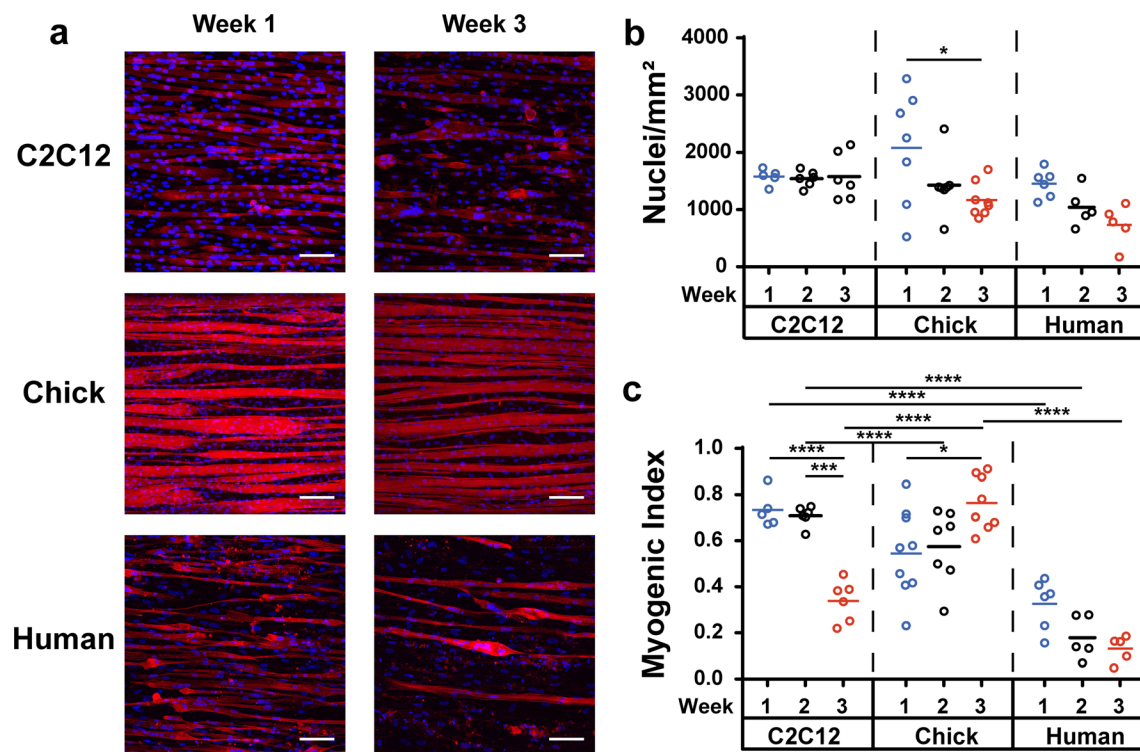 a
Week 1
Week 3
C2C12
Chick
Human
b
Nuclei/mm²
4000
3000
2000
1000
0
*
Week
1 2 3 1 2 3 1 2 3
C2C12 Chick Human
c
Myogenic Index
****
****
**** ****
****
**** *
***
1.0
0.8
0.6
0.4
0.2
0.0
Week
1 2 3 1 2 3 1 2 3
C2C12 Chick Human